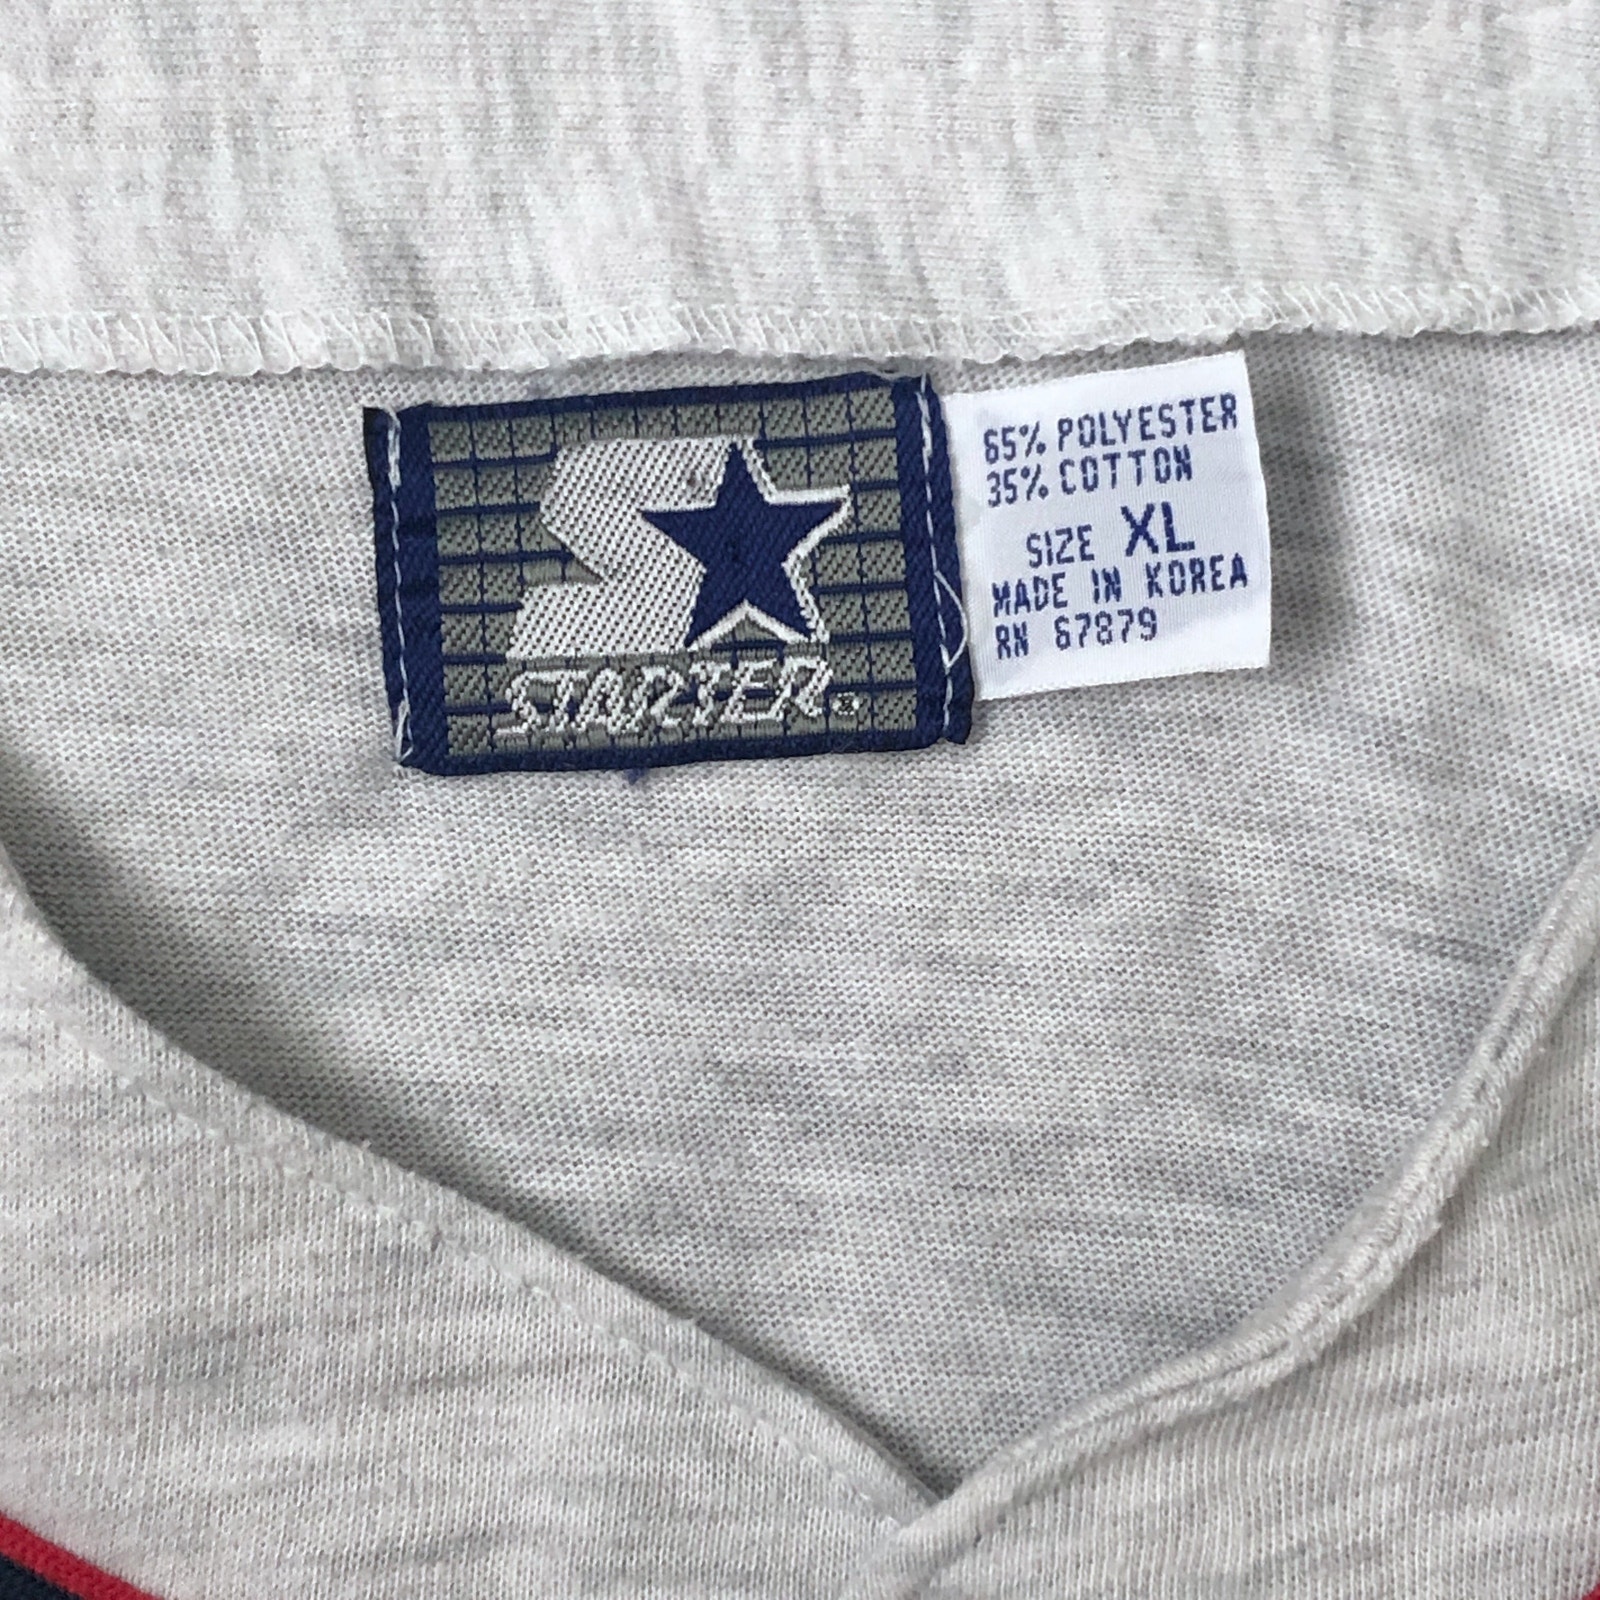 STARTER®
65% POLYESTER
35% COTTON
SIZE XL
MADE IN KOREA
RN 67879